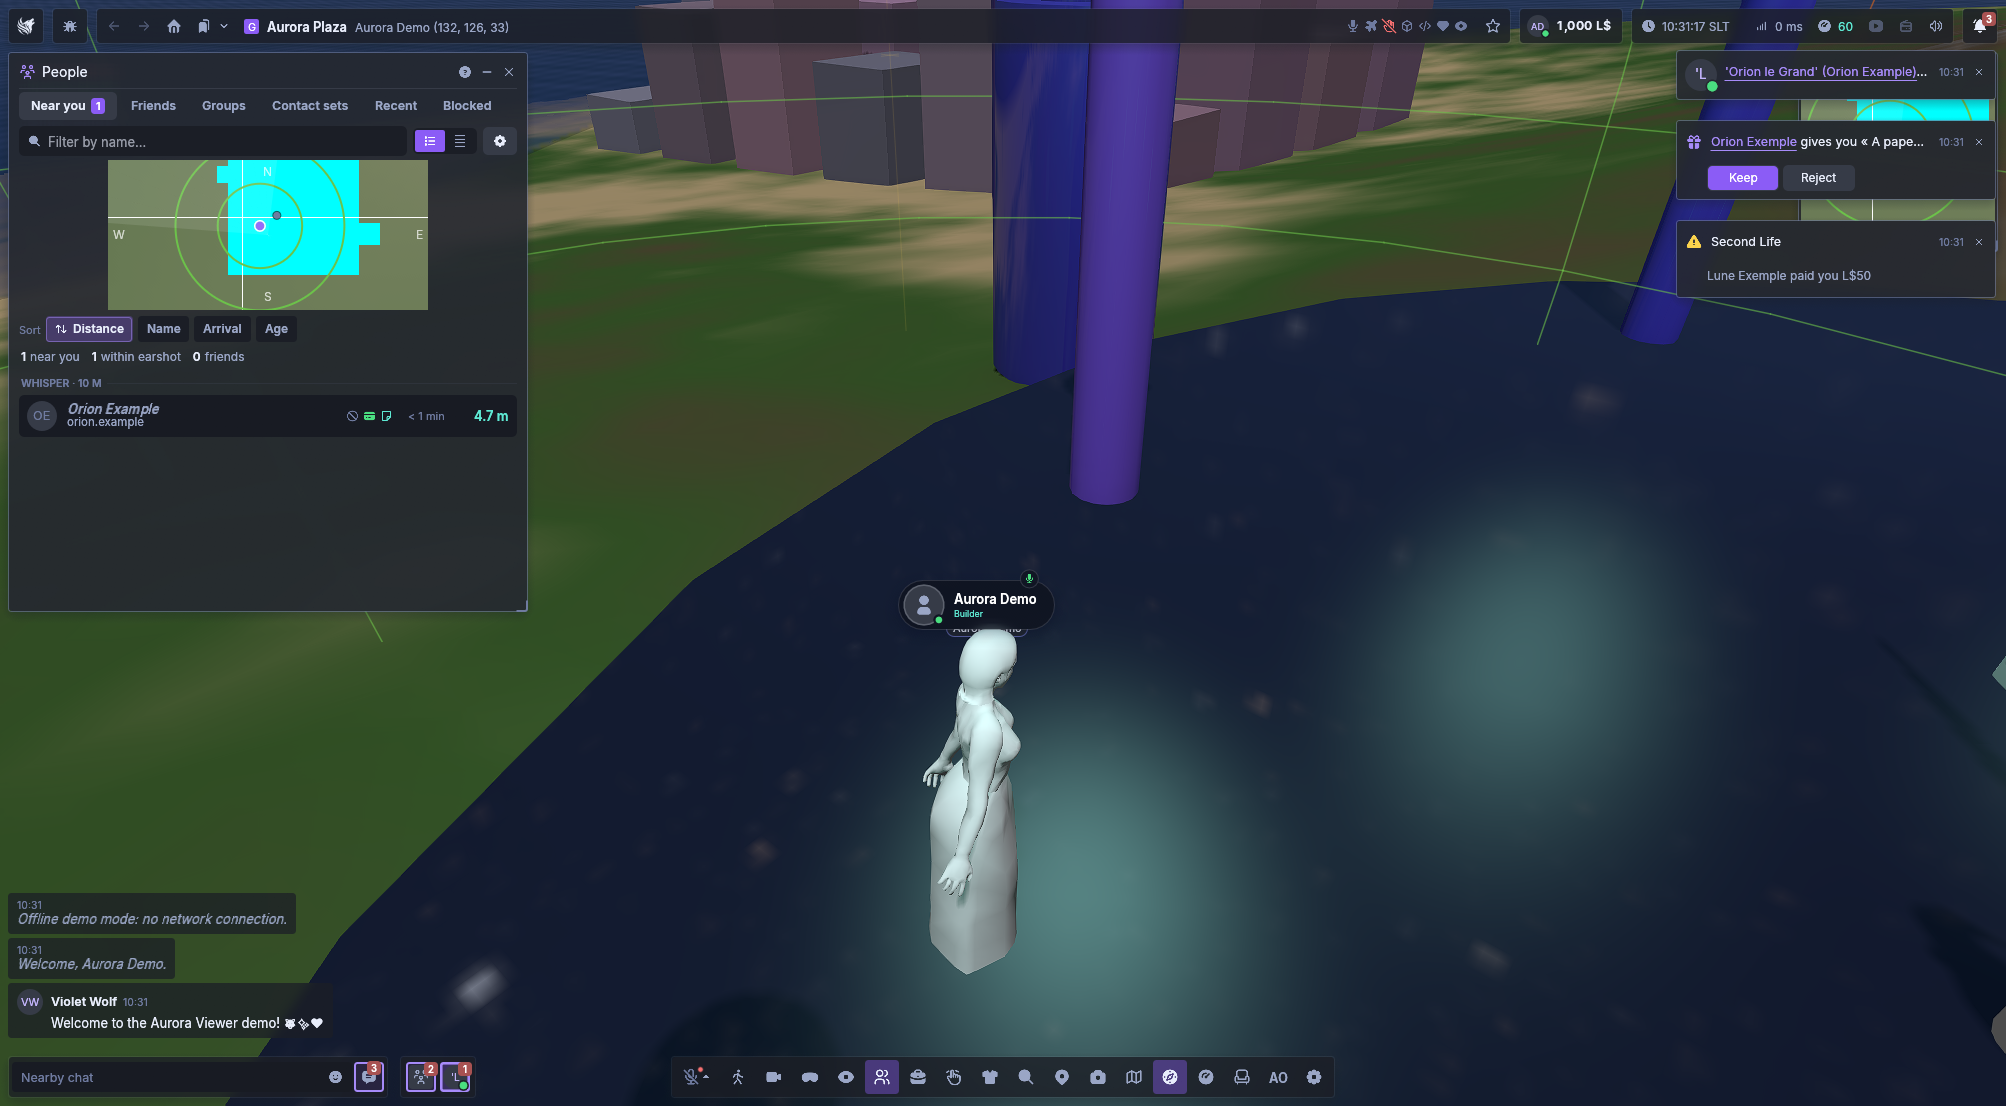 G Aurora Plaza Aurora Demo (132, 126, 33)
AD 1,000 L$
10:31:17 SLT 0 ms 60
3
People
Near you 1 Friends Groups Contact sets Recent Blocked
Filter by name...
N
W E
S
Sort Distance Name Arrival Age
1 near you 1 within earshot 0 friends
WHISPER · 10 M
OE Orion Example < 1 min 4.7 m
orion.example
'L 'Orion le Grand' (Orion Example)... 10:31
Orion Exemple gives you « A pape... 10:31
Keep Reject
Second Life 10:31
Lune Exemple paid you L$50
Aurora Demo
Builder
10:31
Offline demo mode: no network connection.
10:31
Welcome, Aurora Demo.
VW Violet Wolf 10:31
Welcome to the Aurora Viewer demo!
Nearby chat 3 2 'L 1
AO